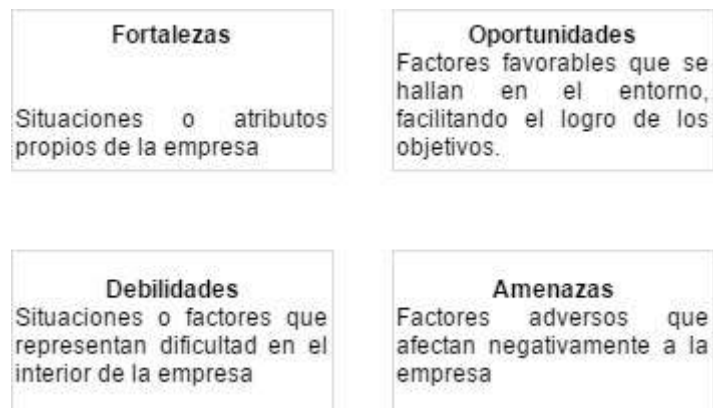 Fortalezas
Situaciones o atributos
propios de la empresa
Oportunidades
Factores favorables que se
hallan en el entorno,
facilitando el logro de los
objetivos.
Debilidades
Situaciones o factores que
representan dificultad en el
interior de la empresa
Amenazas
Factores adversos que
afectan negativamente a la
empresa